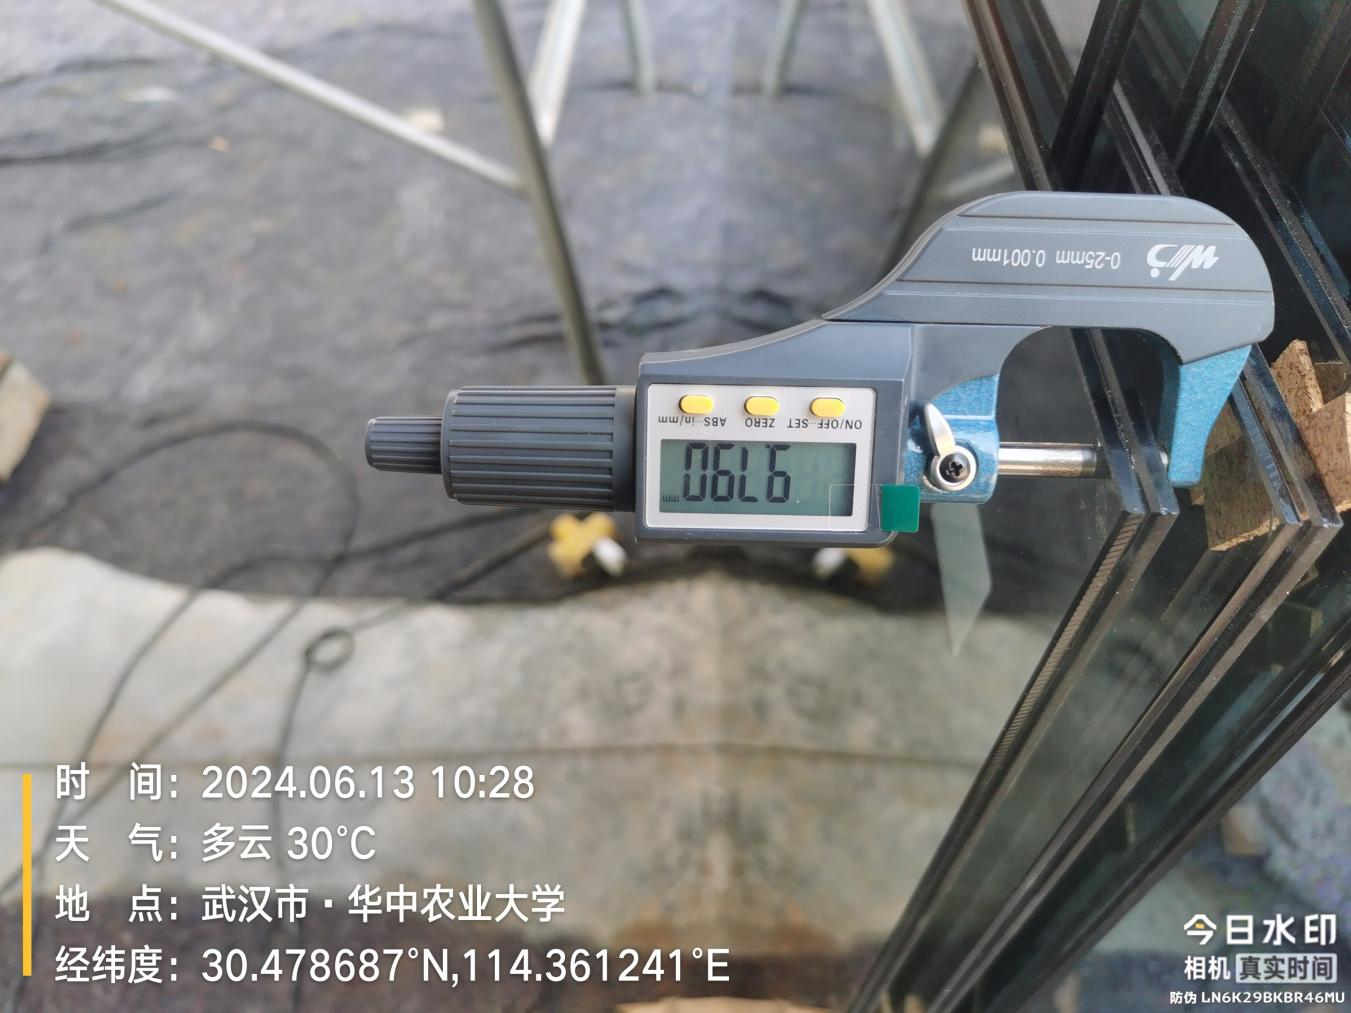 0-25mm 0.001mm
ON/OFF··SET ZERO ABS··in/mm
9.790 mm
时 间：2024.06.13 10:28
天 气：多云 30°C
地 点：武汉市·华中农业大学
经纬度：30.478687°N,114.361241°E
今日水印
相机 真实时间
防伪 LN6K29BKBR46MU